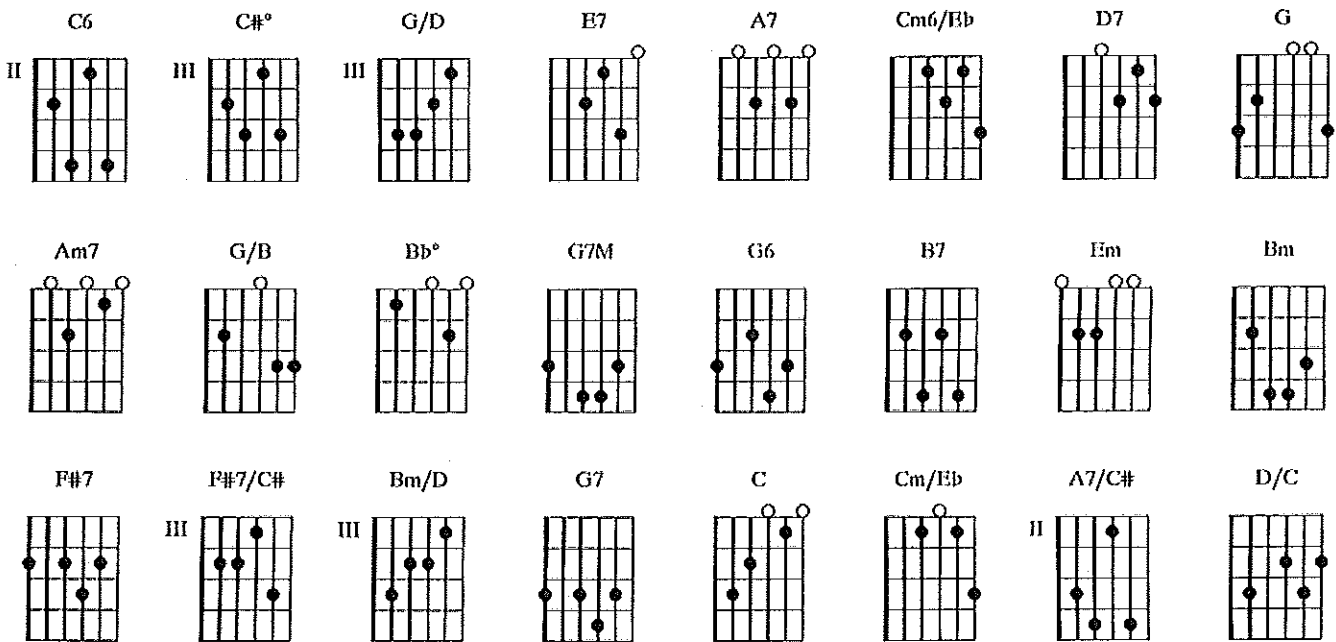 C6 C#° G/D E7 A7 Cm6/Eb D7 G
II III III
Am7 G/B Bb° G7M G6 B7 Em Bm
F#7 F#7/C# Bm/D G7 C Cm/Eb A7/C# D/C
III III II